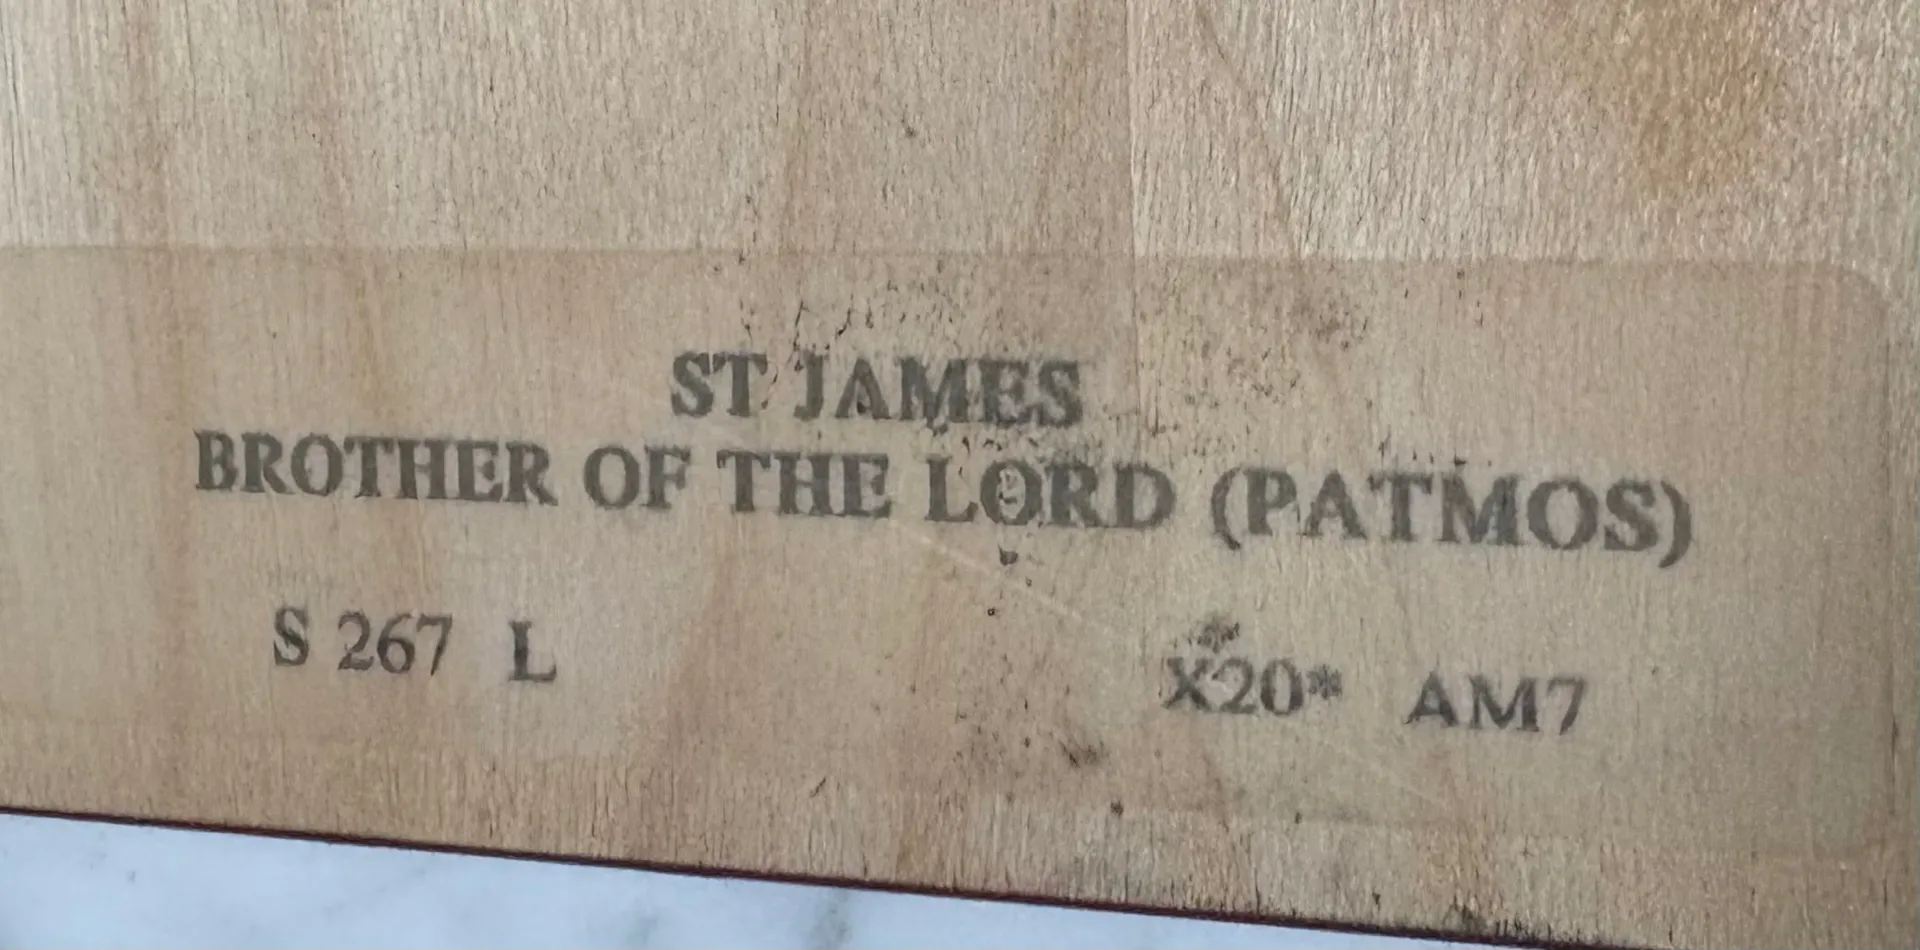 ST JAMES
BROTHER OF THE LORD (PATMOS)
S 267 L X20* AM7